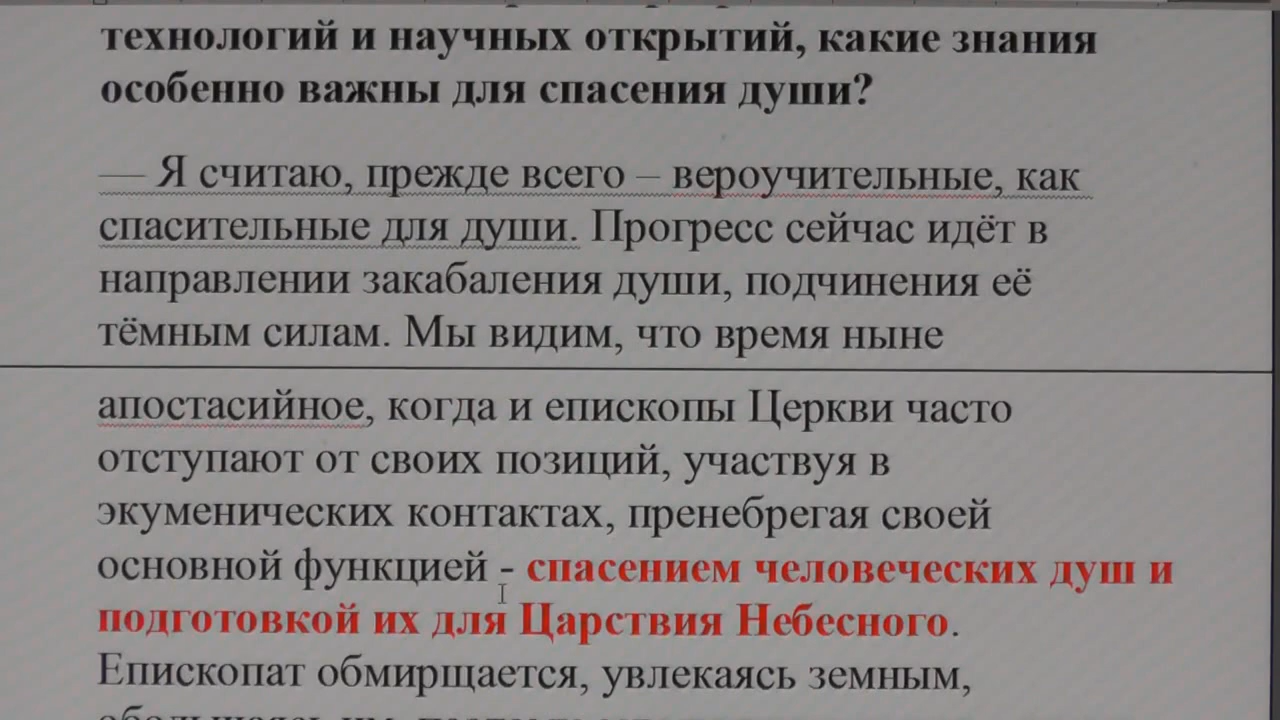 технологий и научных открытий, какие знания
особенно важны для спасения души?
— Я считаю, прежде всего – вероучительные, как
спасительные для души. Прогресс сейчас идёт в
направлении закабаления души, подчинения её
тёмным силам. Мы видим, что время ныне
апостасийное, когда и епископы Церкви часто
отступают от своих позиций, участвуя в
экуменических контактах, пренебрегая своей
основной функцией - спасением человеческих душ и
подготовкой их для Царствия Небесного.
Епископат обмирщается, увлекаясь земным,